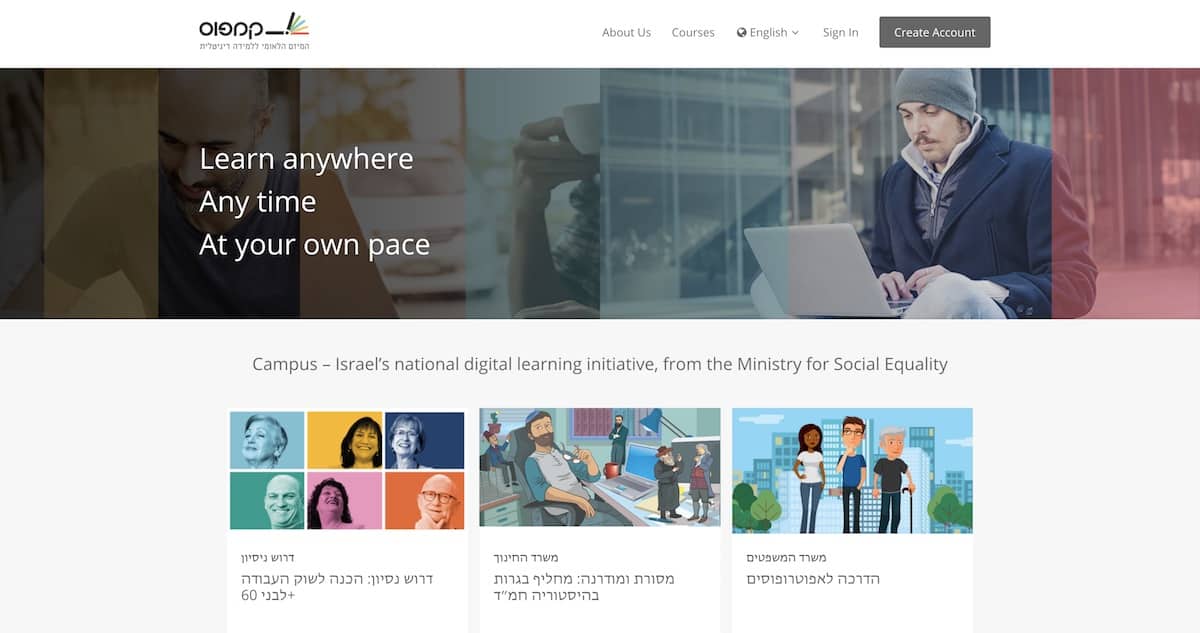 קמפוס
המיזם הלאומי ללמידה דיגיטלית
About Us
Courses
English
Sign In
Create Account
Learn anywhere
Any time
At your own pace
Campus – Israel’s national digital learning initiative, from the Ministry for Social Equality
דרוש ניסיון
דרוש נסיון: הכנה לשוק העבודה
לבני 60+
משרד החינוך
מסורת ומודרנה: מחליף בגרות
בהיסטוריה חמ״ד
משרד המשפטים
הדרכה לאפוטרופוסים